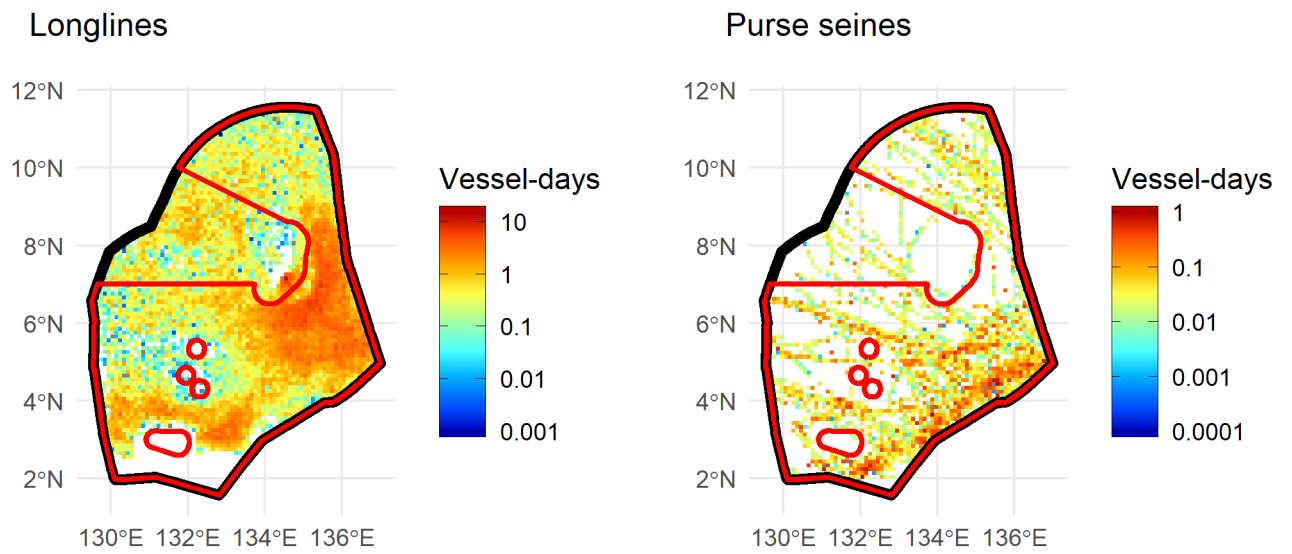 Longlines
12°N
10°N
8°N
6°N
4°N
2°N
130°E 132°E 134°E 136°E
Vessel-days
10
1
0.1
0.01
0.001
Purse seines
12°N
10°N
8°N
6°N
4°N
2°N
130°E 132°E 134°E 136°E
Vessel-days
1
0.1
0.01
0.001
0.0001